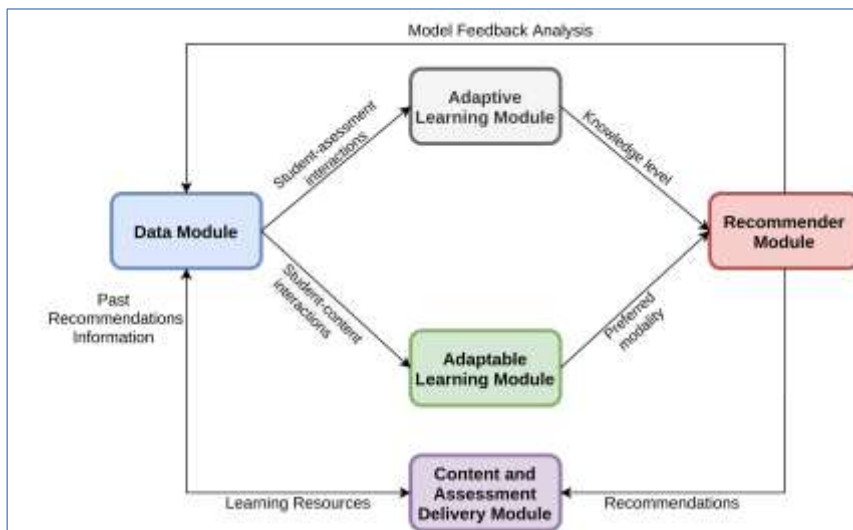 Model Feedback Analysis
Adaptive
Learning Module
Student-asessment
interactions
Knowledge level
Data Module
Recommender
Module
Student-content
interactions
Preferred
modality
Past
Recommendations
Information
Adaptable
Learning Module
Content and
Assessment
Delivery Module
Learning Resources
Recommendations